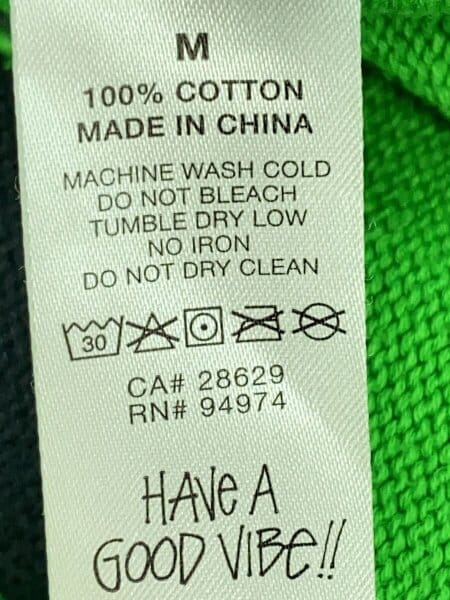 M
100% COTTON
MADE IN CHINA
MACHINE WASH COLD
DO NOT BLEACH
TUMBLE DRY LOW
NO IRON
DO NOT DRY CLEAN
30
CA# 28629
RN# 94974
HAVe A
GOOD VIBe!!